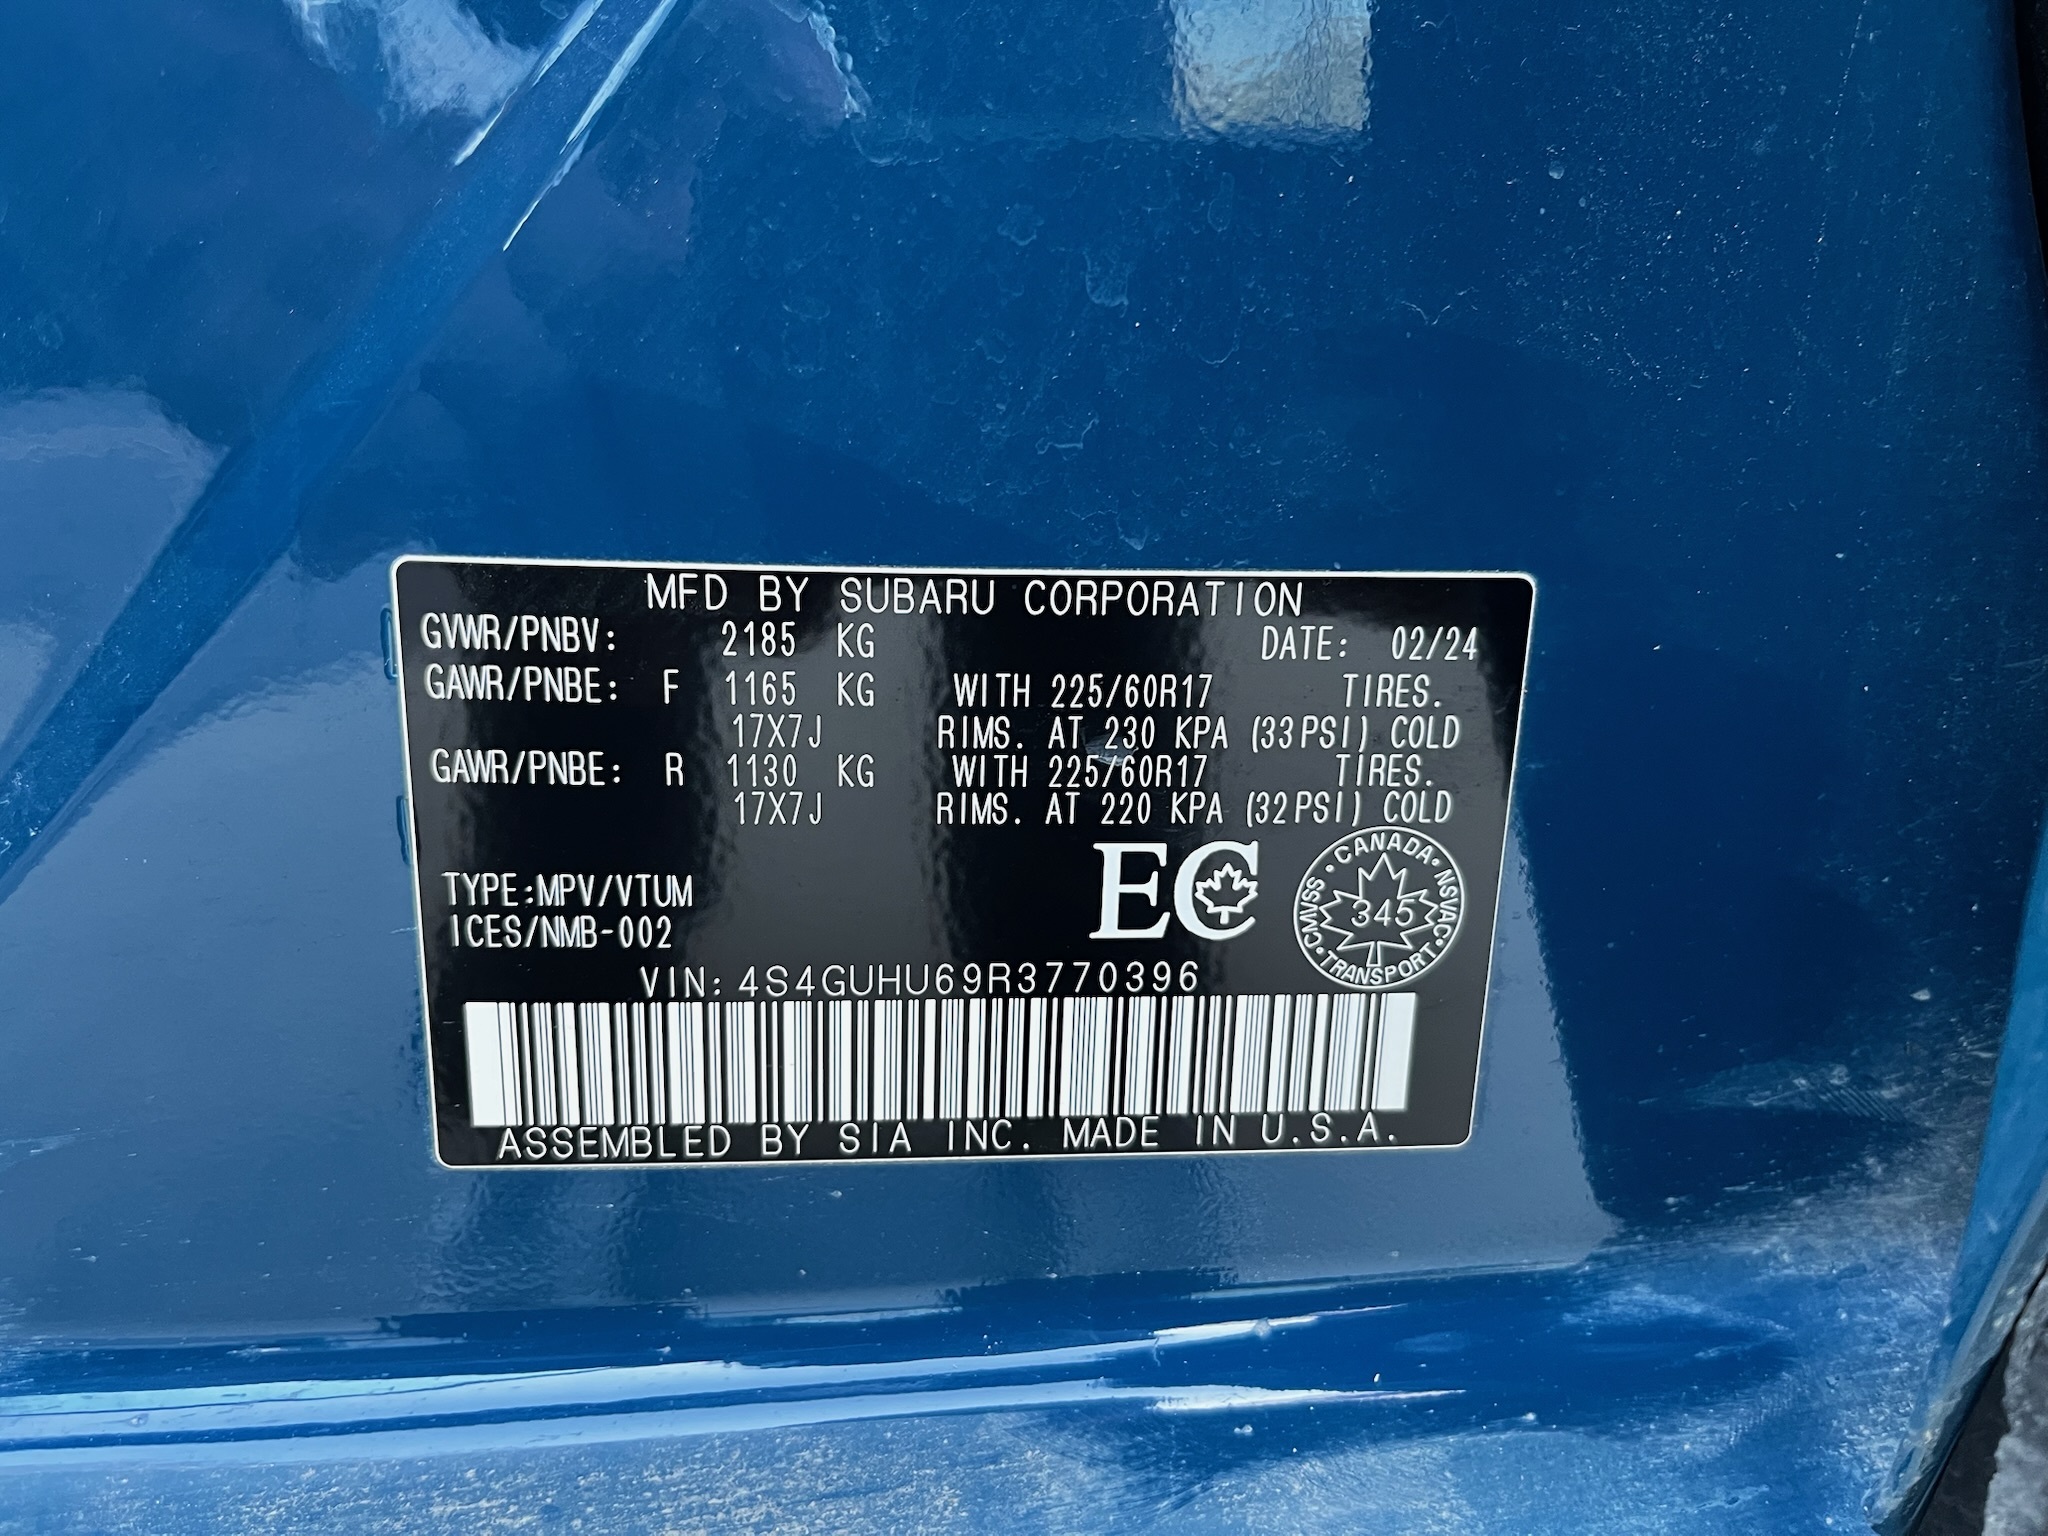 MFD BY SUBARU CORPORATION
GVWR/PNBV: 2185 KG DATE: 02/24
GAWR/PNBE: F 1165 KG WITH 225/60R17 TIRES.
17X7J RIMS. AT 230 KPA (33PSI) COLD
GAWR/PNBE: R 1130 KG WITH 225/60R17 TIRES.
17X7J RIMS. AT 220 KPA (32PSI) COLD
EC
CANADA · NSVAC · TRANSPORT · CMVSS ·
345
TYPE:MPV/VTUM
ICES/NMB-002
VIN: 4S4GUHU69R3770396
ASSEMBLED BY SIA INC. MADE IN U.S.A.